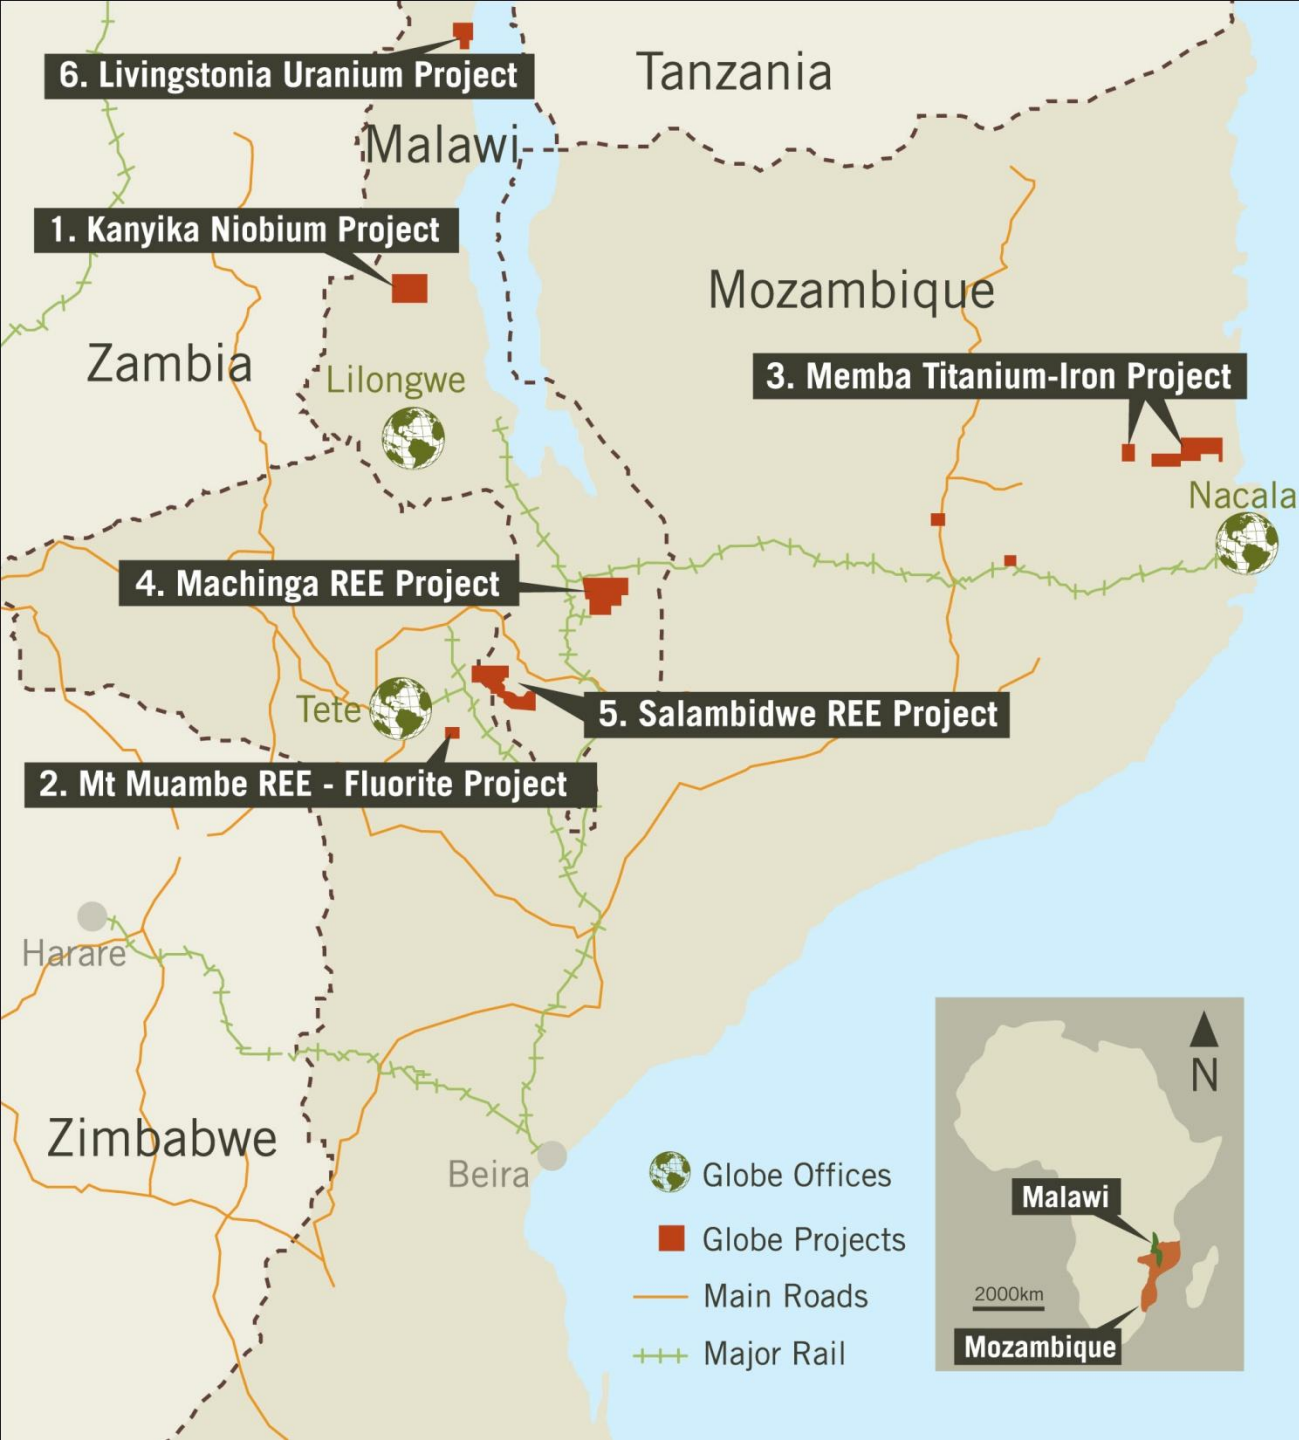 6. Livingstonia Uranium Project
Tanzania
Malawi
1. Kanyika Niobium Project
Mozambique
Zambia
Lilongwe
3. Memba Titanium-Iron Project
Nacala
4. Machinga REE Project
Tete
5. Salambidwe REE Project
2. Mt Muambe REE - Fluorite Project
Harare
Zimbabwe
Beira
Globe Offices
Globe Projects
Main Roads
Major Rail
N
Malawi
2000km
Mozambique